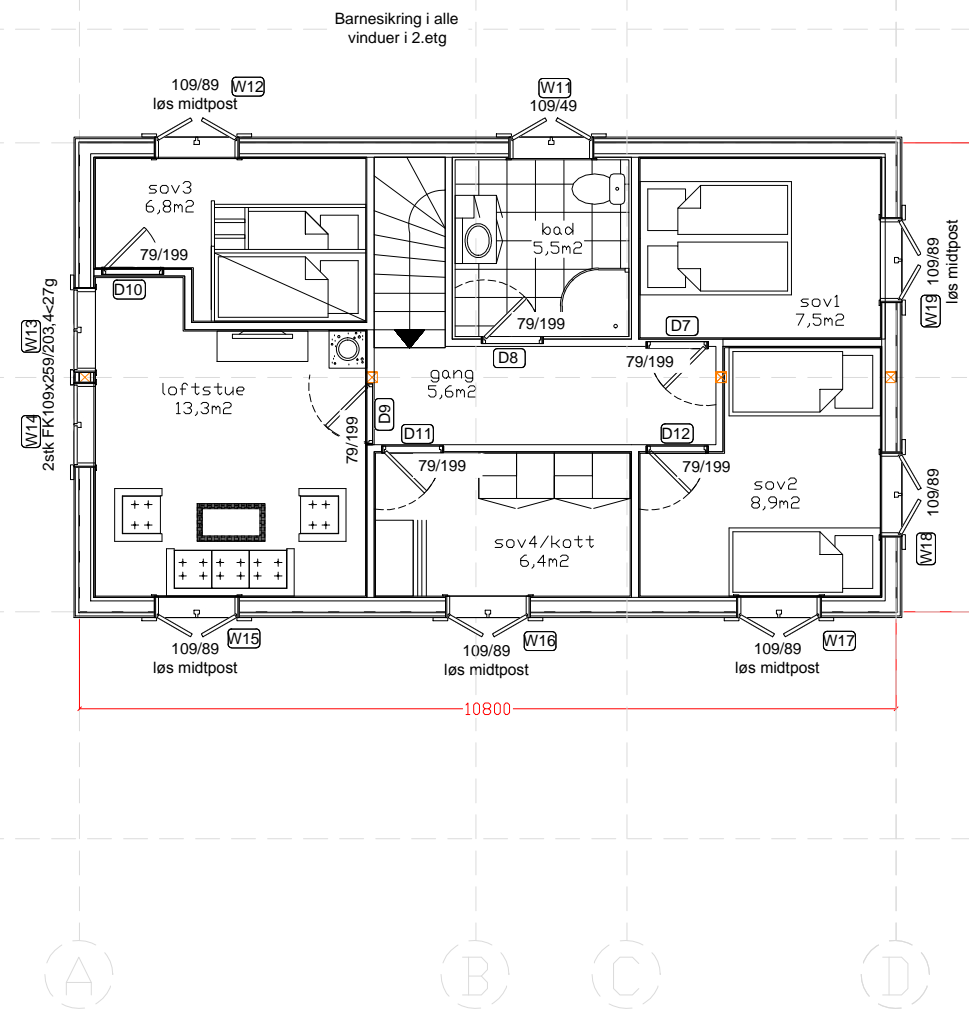 Barnesikring i alle
vinduer i 2.etg
109/89
W12
løs midtpost
W11
109/49
sov3
6,8m2
79/199
D10
bad
5,5m2
79/199
D8
sov1
7,5m2
D7
79/199
109/89
løs midtpost
W19
W13
W14
2stk FK109x259/203,4<27g
loftstue
13,3m2
D9
79/199
gang
5,6m2
D11
79/199
D12
79/199
sov2
8,9m2
109/89
W18
sov4/kott
6,4m2
W15
109/89
løs midtpost
W16
109/89
løs midtpost
W17
109/89
løs midtpost
10800
A
B
C
D